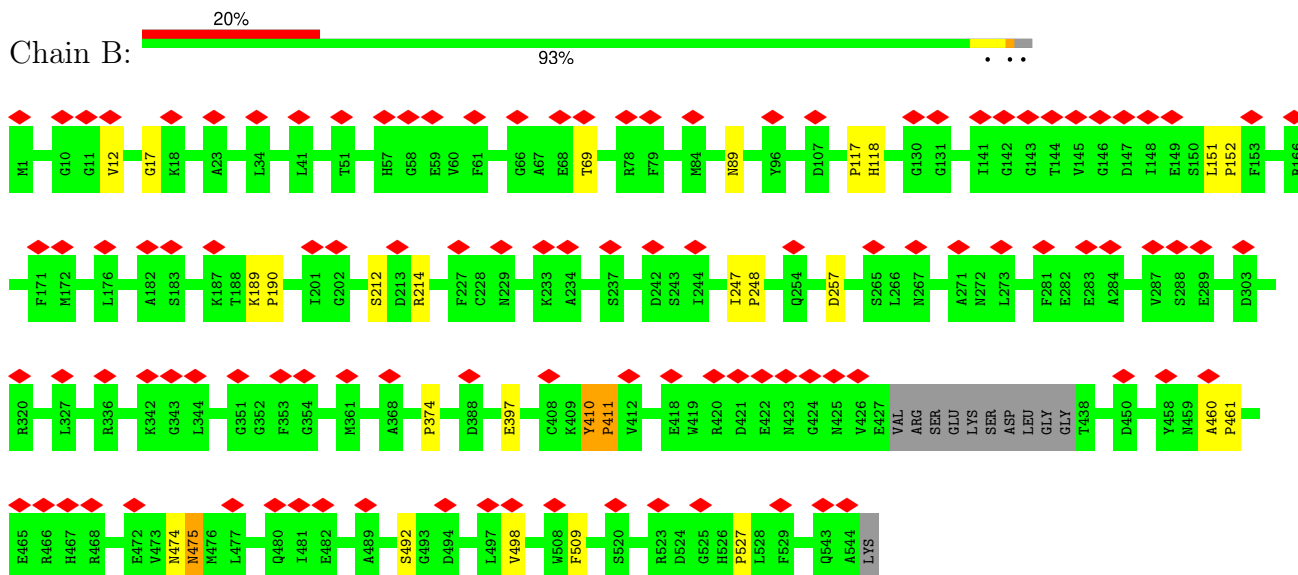 20%
Chain B:
93%
• • •
M1 G10 G11 V12 G17 K18 A23 L34 L41 T51 H57 G58 E59 V60 F61 G66 A67 E68 T69 R78 F79 M84 N89 Y96 D107 P117 H118 G130 G131 I141 G142 G143 T144 V145 G146 D147 I148 E149 S150 L151 P152 F153 R166
F171 M172 L176 A182 S183 K187 T188 K189 P190 I201 G202 S212 D213 R214 F227 C228 N229 K233 A234 S237 D242 S243 I244 I247 P248 Q254 D257 S265 L266 N267 A271 N272 L273 F281 E282 E283 A284 V287 S288 E289 D303
R320 L327 R336 K342 G343 L344 G351 G352 F353 G354 M361 A368 P374 D388 E397 C408 K409 Y410 P411 V412 E418 W419 R420 D421 E422 N423 G424 N425 V426 E427 VAL ARG SER GLU LYS SER ASP LEU GLY GLY T438 D450 Y458 N459 A460 P461
E465 R466 H467 R468 E472 V473 N474 N475 M476 L477 Q480 I481 E482 A489 S492 G493 D494 L497 V498 W508 F509 S520 R523 D524 G525 H526 P527 L528 F529 Q543 A544 LYS